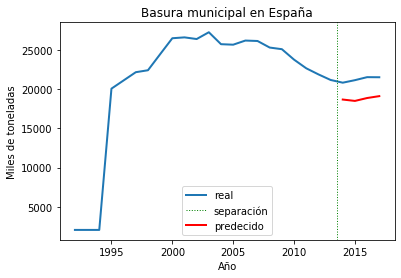 Basura municipal en España
Miles de toneladas
25000
20000
15000
10000
5000
real
separación
predecido
1995
2000
2005
2010
2015
Año